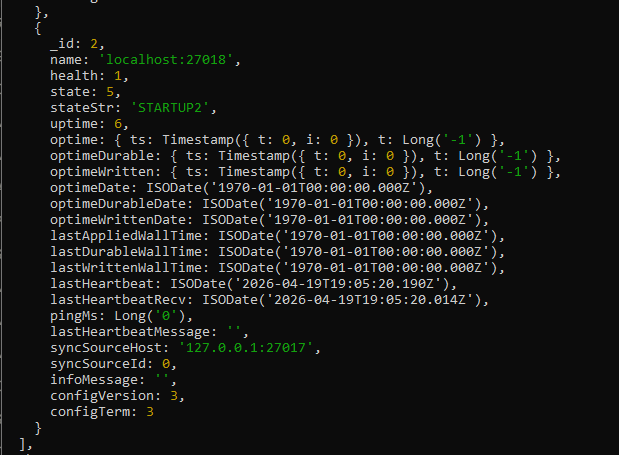 },
{
_id: 2,
name: 'localhost:27018',
health: 1,
state: 5,
stateStr: 'STARTUP2',
uptime: 6,
optime: { ts: Timestamp({ t: 0, i: 0 }), t: Long('-1') },
optimeDurable: { ts: Timestamp({ t: 0, i: 0 }), t: Long('-1') },
optimeWritten: { ts: Timestamp({ t: 0, i: 0 }), t: Long('-1') },
optimeDate: ISODate('1970-01-01T00:00:00.000Z'),
optimeDurableDate: ISODate('1970-01-01T00:00:00.000Z'),
optimeWrittenDate: ISODate('1970-01-01T00:00:00.000Z'),
lastAppliedWallTime: ISODate('1970-01-01T00:00:00.000Z'),
lastDurableWallTime: ISODate('1970-01-01T00:00:00.000Z'),
lastWrittenWallTime: ISODate('1970-01-01T00:00:00.000Z'),
lastHeartbeat: ISODate('2026-04-19T19:05:20.190Z'),
lastHeartbeatRecv: ISODate('2026-04-19T19:05:20.014Z'),
pingMs: Long('0'),
lastHeartbeatMessage: '',
syncSourceHost: '127.0.0.1:27017',
syncSourceId: 0,
infoMessage: '',
configVersion: 3,
configTerm: 3
}
],